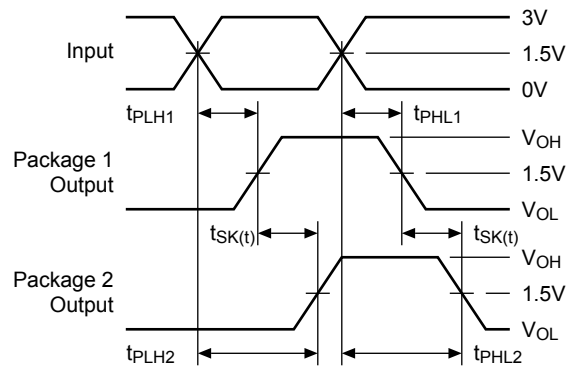 3V
Input
1.5V
0V
tPLH1
tPHL1
VOH
Package 1
Output
1.5V
VOL
tSK(t)
tSK(t)
VOH
Package 2
Output
1.5V
VOL
tPLH2
tPHL2